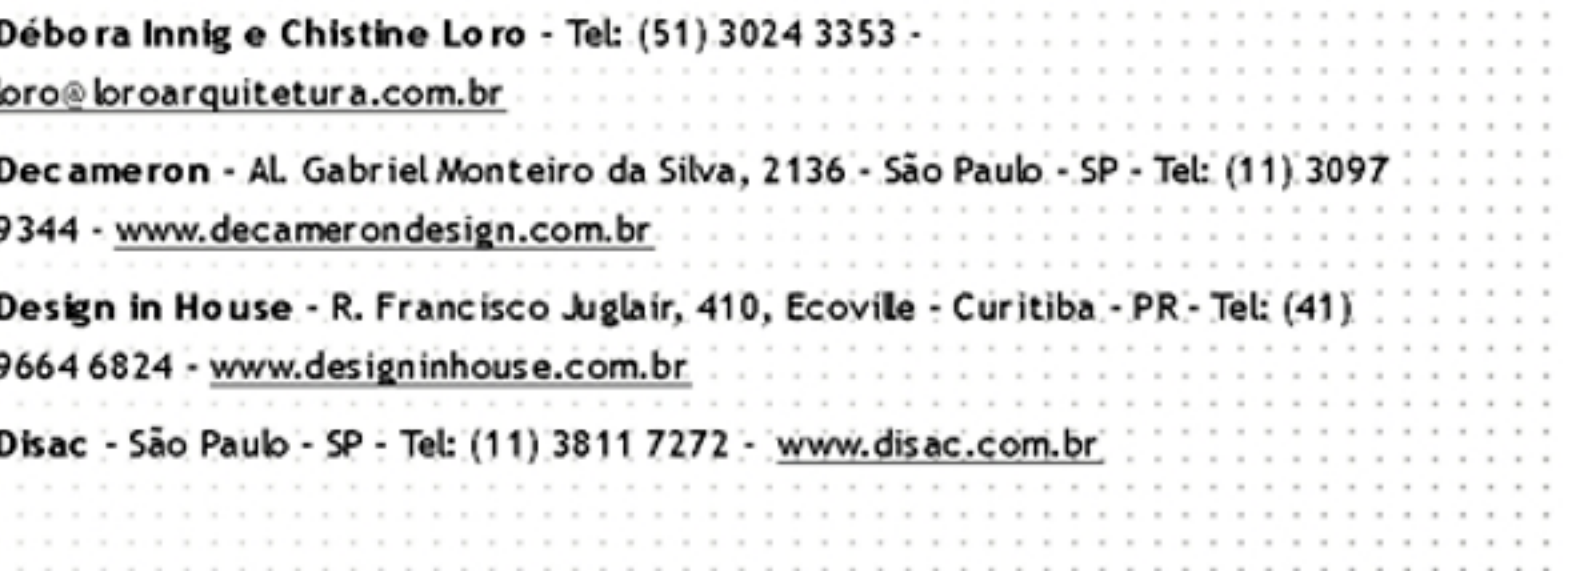 Débora Innig e Chistine Loro - Tel: (51) 3024 3353 -
loro@loroarquitetura.com.br
Decameron - Al. Gabriel Monteiro da Silva, 2136 - São Paulo - SP - Tel: (11) 3097
9344 - www.decamerondesign.com.br
Design in House - R. Francisco Juglair, 410, Ecoville - Curitiba - PR - Tel: (41)
9664 6824 - www.designinhouse.com.br
Disac - São Paulo - SP - Tel: (11) 3811 7272 - www.disac.com.br